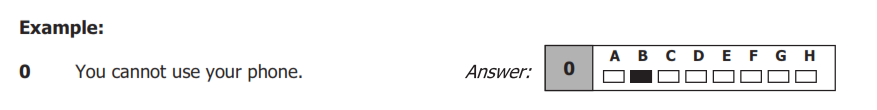 Example:
0 You cannot use your phone. Answer: 0 A B C D E F G H